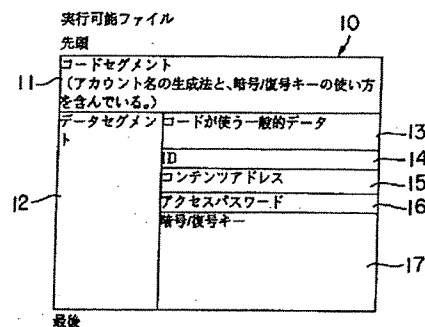 実行可能ファイル
先頭
10
コードセグメント
11
(アカウント名の生成法と、暗号/復号キーの使い方
を含んでいる。)
データセグメン
ト
コードが使う一般的データ
13
ID
14
コンテンツアドレス
15
12
アクセスパスワード
16
暗号/復号キー
17
最後